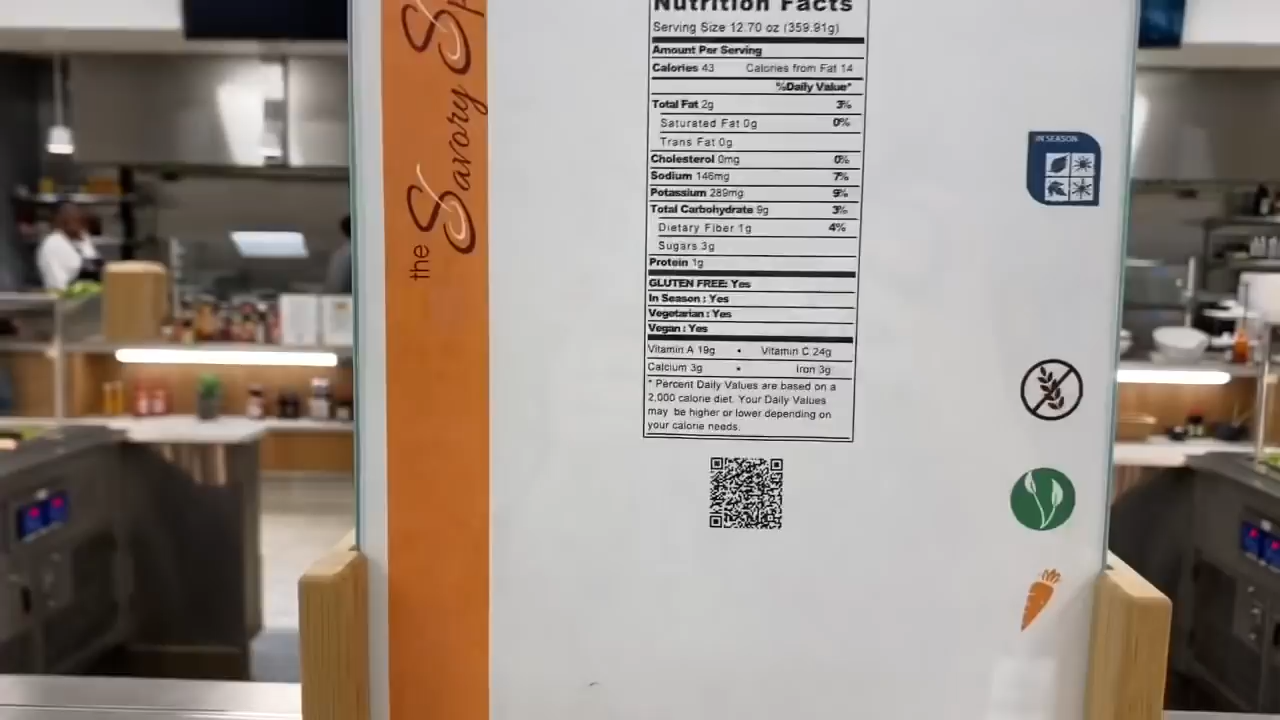 the Savory
Nutrition Facts
Serving Size 12.70 oz (359.91g)
Amount Per Serving
Calories 43 Calories from Fat 14
%Daily Value*
Total Fat 2g 3%
Saturated Fat 0g 0%
Trans Fat 0g
Cholesterol 0mg 0%
Sodium 146mg 7%
Potassium 289mg 9%
Total Carbohydrate 9g 3%
Dietary Fiber 1g 4%
Sugars 3g
Protein 1g
GLUTEN FREE: Yes
In Season : Yes
Vegetarian : Yes
Vegan : Yes
Vitamin A 19g • Vitamin C 24g
Calcium 3g • Iron 3g
* Percent Daily Values are based on a
2,000 calorie diet. Your Daily Values
may be higher or lower depending on
your calorie needs.
IN SEASON